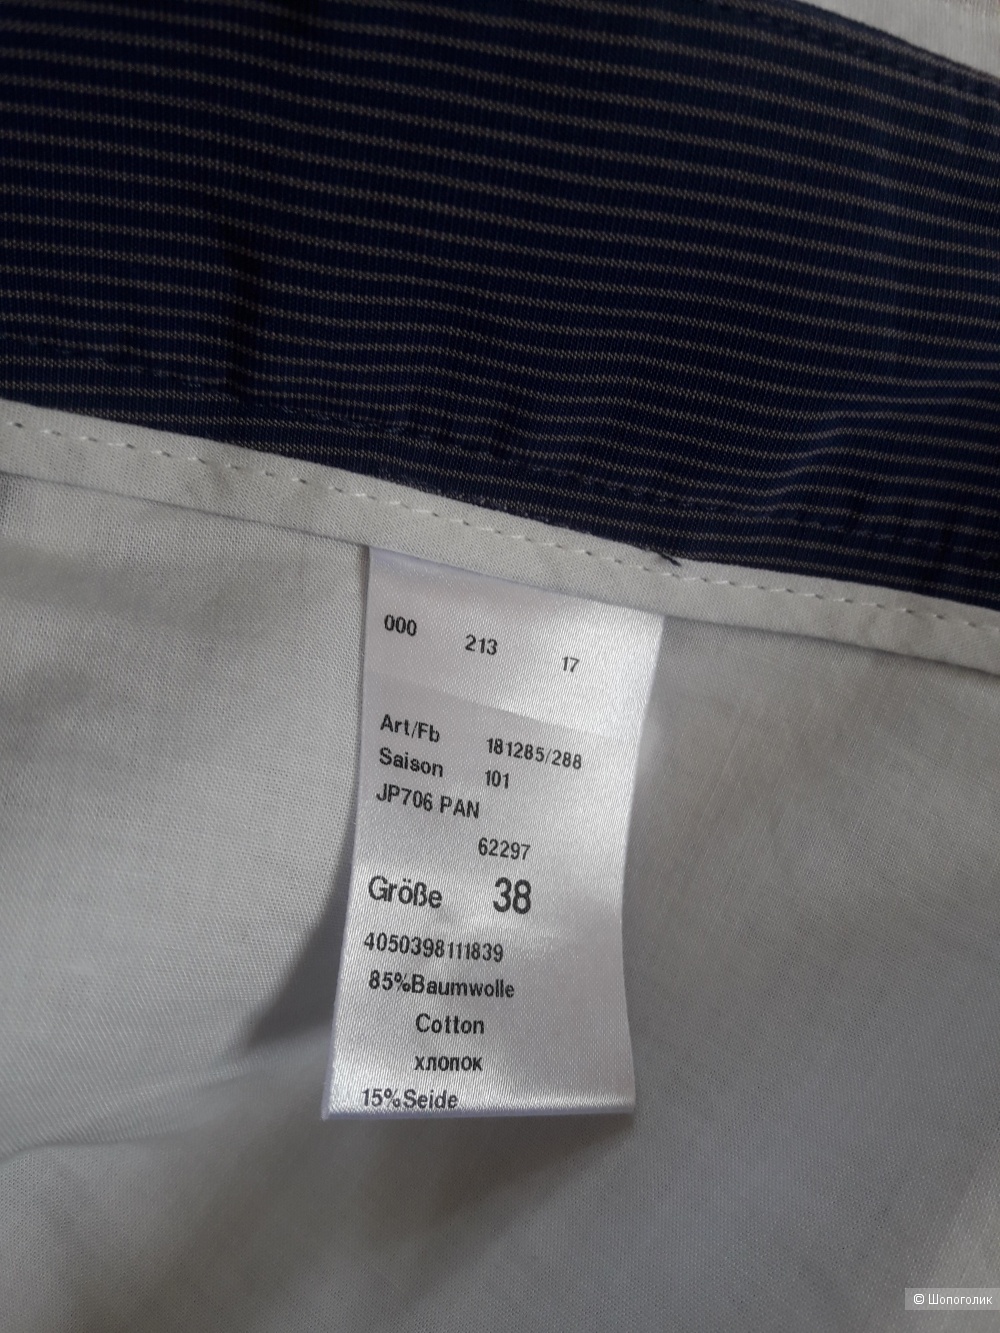 000 213 17
Art/Fb 181285/288
Saison 101
JP706 PAN
62297
Größe 38
4050398111839
85%Baumwolle
Cotton
хлопок
15%Seide
© Шопоголик